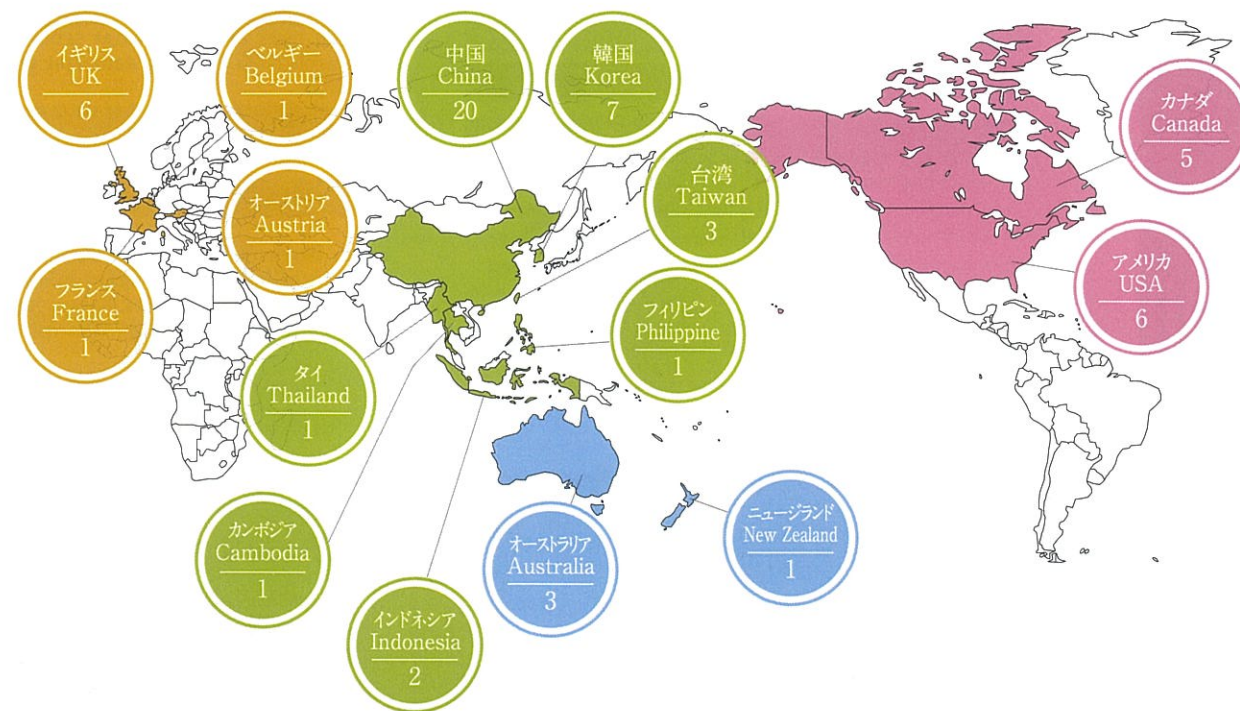 イギリス
UK
6
ベルギー
Belgium
1
中国
China
20
韓国
Korea
7
カナダ
Canada
5
オーストリア
Austria
1
台湾
Taiwan
3
フランス
France
1
アメリカ
USA
6
フィリピン
Philippine
1
タイ
Thailand
1
カンボジア
Cambodia
1
オーストラリア
Australia
3
ニュージランド
New Zealand
1
インドネシア
Indonesia
2